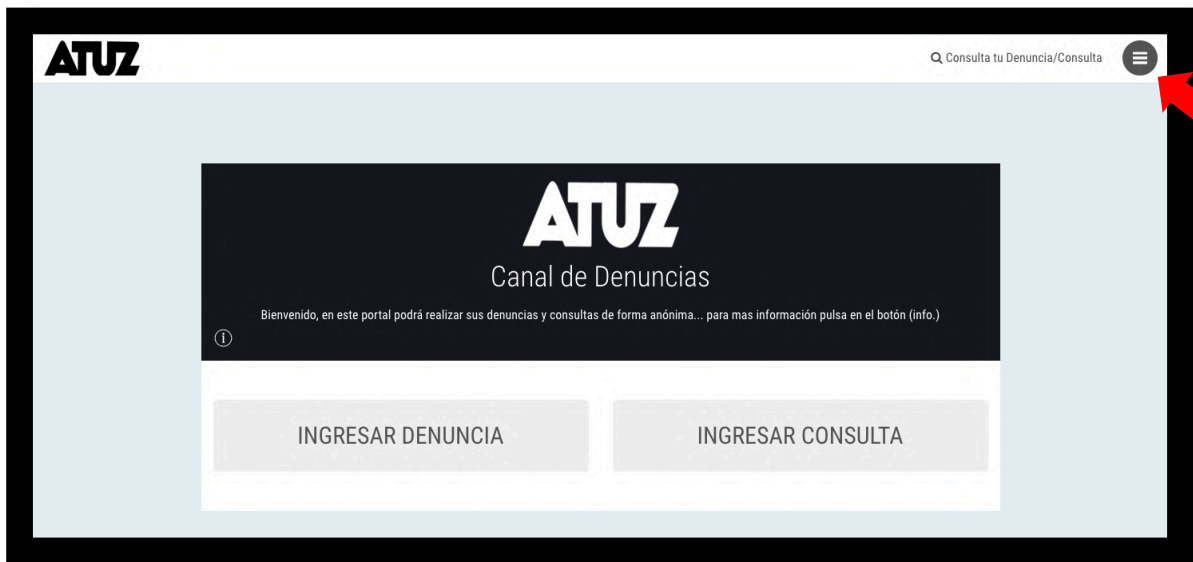 ATUZ
Consulta tu Denuncia/Consulta
ATUZ
Canal de Denuncias
Bienvenido, en este portal podrá realizar sus denuncias y consultas de forma anónima... para mas información pulsa en el botón (info.)
i
INGRESAR DENUNCIA
INGRESAR CONSULTA